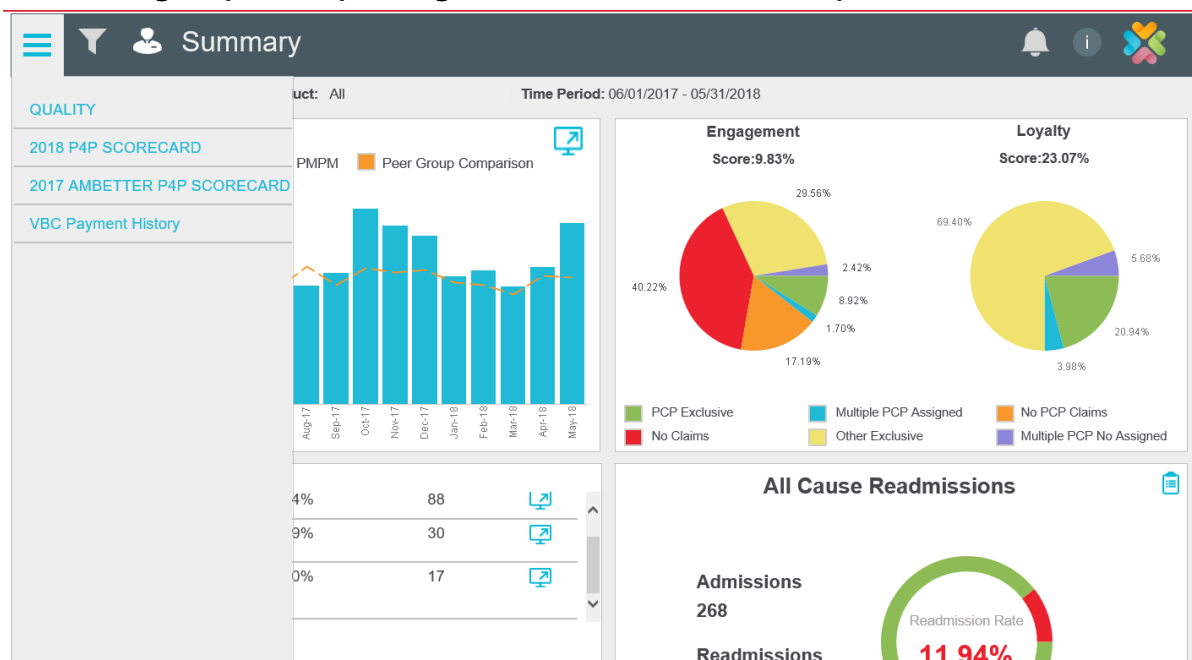 Summary
i
QUALITY
2018 P4P SCORECARD
2017 AMBETTER P4P SCORECARD
VBC Payment History
uct: All
Time Period: 06/01/2017 - 05/31/2018
PMPM
Peer Group Comparison
Aug-17
Sep-17
Oct-17
Nov-17
Dec-17
Jan-18
Feb-18
Mar-18
Apr-18
May-18
Engagement
Score:9.83%
29.56%
2.42%
8.92%
1.70%
17.19%
40.22%
Loyalty
Score:23.07%
69.40%
5.68%
20.94%
3.98%
PCP Exclusive
Multiple PCP Assigned
No PCP Claims
No Claims
Other Exclusive
Multiple PCP No Assigned
4% 88
9% 30
0% 17
All Cause Readmissions
Admissions
268
Readmissions
Readmission Rate
11.94%